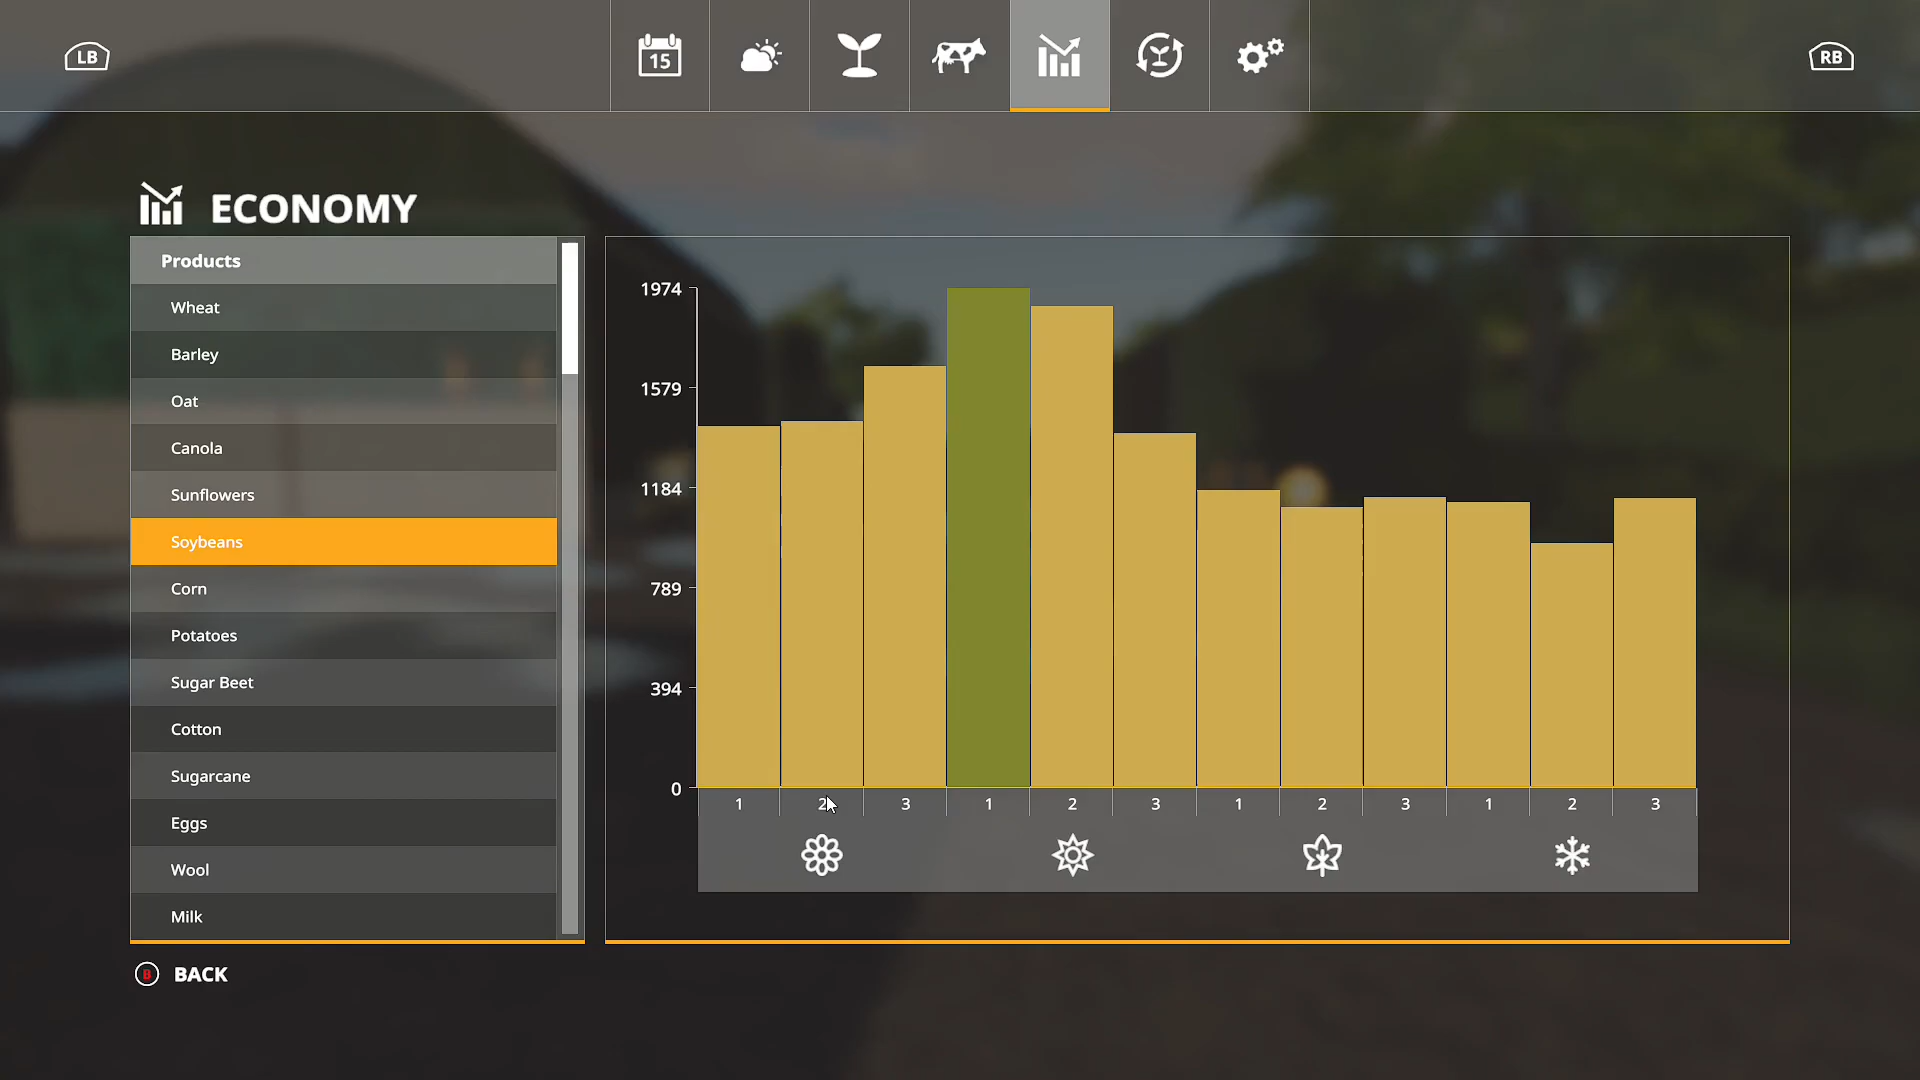 LB
15
RB
ECONOMY
Products
Wheat
Barley
Oat
Canola
Sunflowers
Soybeans
Corn
Potatoes
Sugar Beet
Cotton
Sugarcane
Eggs
Wool
Milk
1974
1579
1184
789
394
0
1 2 3 1 2 3 1 2 3 1 2 3
B BACK